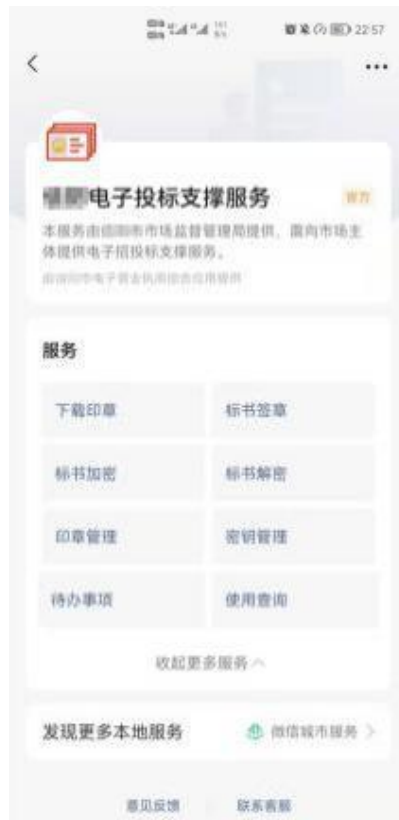 22:57
电子投标支撑服务
官方
本服务由信阳市市场监督管理局提供，面向市场主
体提供电子招投标支撑服务。
服务
下载印章
标书签章
标书加密
标书解密
印章管理
密钥管理
待办事项
使用查询
收起更多服务
发现更多本地服务
微信城市服务
意见反馈
联系客服